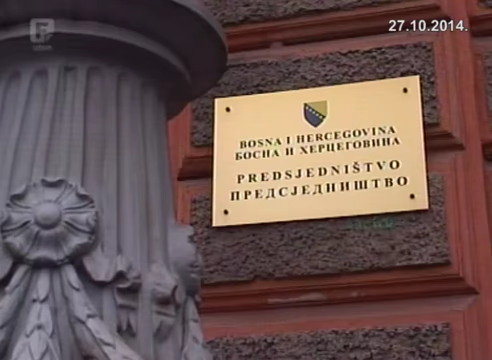 27.10.2014.
BOSNA I HERCEGOVINA
БОСНА И ХЕРЦЕГОВИНА
PREDSJEDNIŠTVO
ПРЕДСЈЕДНИШТВО